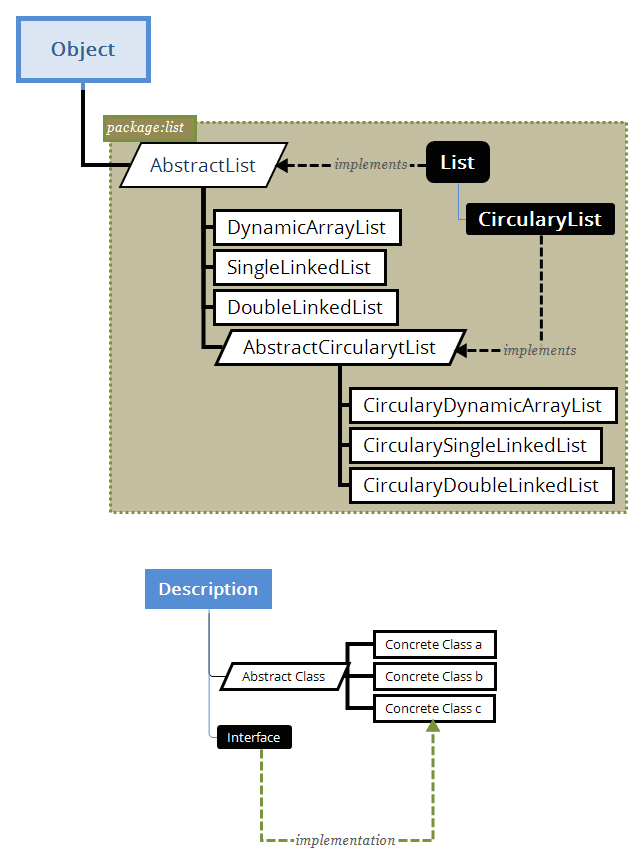 Object
package:list
AbstractList
implements
List
CircularyList
DynamicArrayList
SingleLinkedList
DoubleLinkedList
AbstractCircularytList
implements
CircularyDynamicArrayList
CircularySingleLinkedList
CircularyDoubleLinkedList
Description
Concrete Class a
Abstract Class
Concrete Class b
Concrete Class c
Interface
implementation